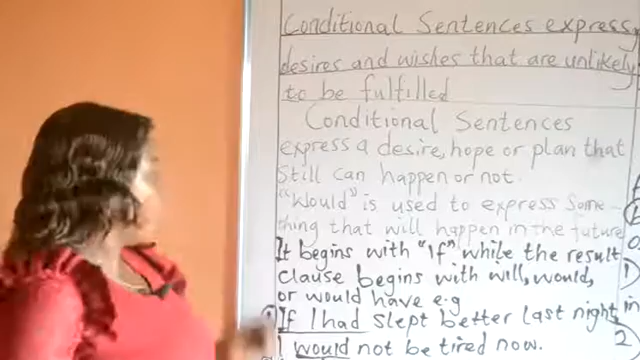 Conditional Sentences express
desires and wishes that are unlikely
to be fulfilled
Conditional Sentences
express a desire, hope or plan that
Still can happen or not.
"Would" is used to express Some-
thing that will happen in the future
It begins with "If" while the result
clause begins with will, would,
or would have e.g
① If I had slept better last night,
I would not be tired now.
in
2